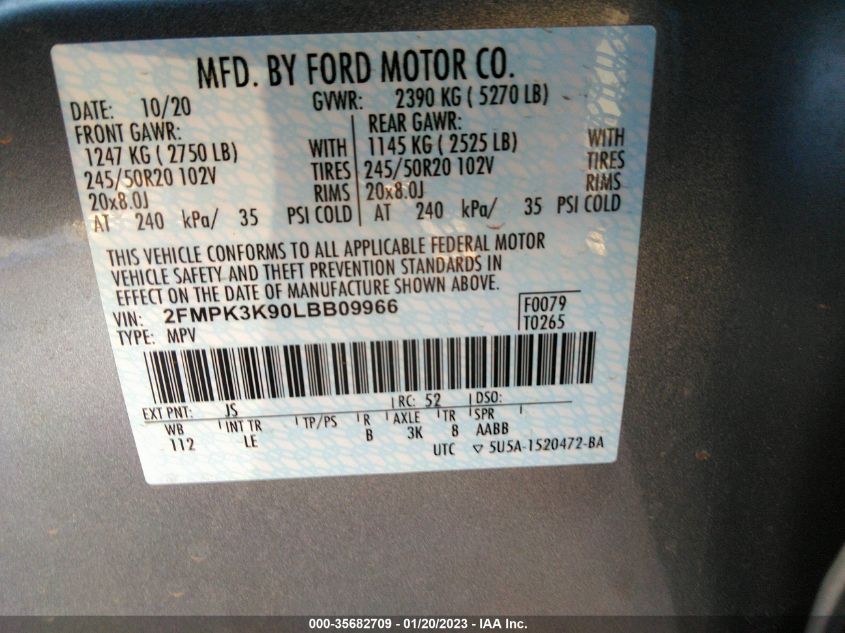 MFD. BY FORD MOTOR CO.
DATE: 10/20 GVWR: 2390 KG ( 5270 LB)
FRONT GAWR: REAR GAWR:
1247 KG ( 2750 LB) WITH 1145 KG ( 2525 LB) WITH
245/50R20 102V TIRES 245/50R20 102V TIRES
20x8.0J RIMS 20x8.0J RIMS
AT 240 kPa/ 35 PSI COLD AT 240 kPa/ 35 PSI COLD
THIS VEHICLE CONFORMS TO ALL APPLICABLE FEDERAL MOTOR
VEHICLE SAFETY AND THEFT PREVENTION STANDARDS IN
EFFECT ON THE DATE OF MANUFACTURE SHOWN ABOVE.
VIN: 2FMPK3K90LBB09966 F0079
TYPE: MPV T0265
EXT PNT: JS RC: 52 DSO:
WB INT TR TP/PS R AXLE TR SPR
112 LE B 3K 8 AABB
UTC ▽ 5U5A-1520472-BA
000-35682709 - 01/20/2023 - IAA Inc.